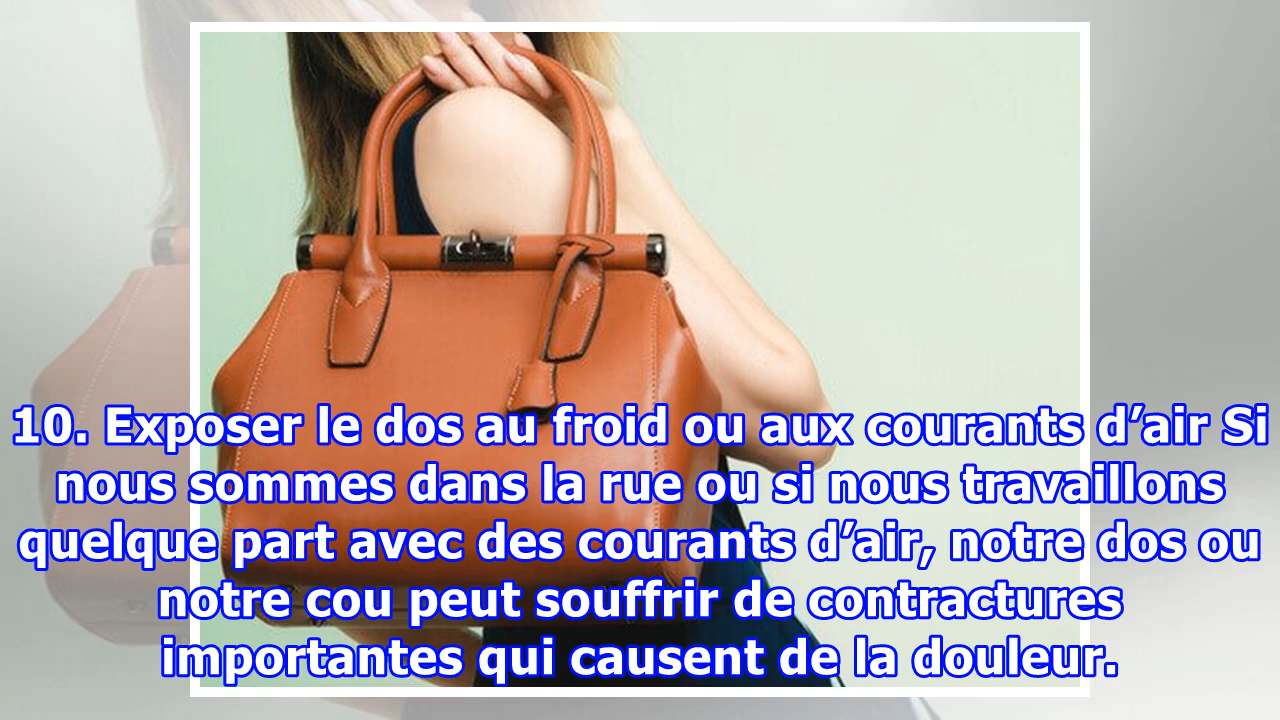 10. Exposer le dos au froid ou aux courants d’air Si
nous sommes dans la rue ou si nous travaillons
quelque part avec des courants d’air, notre dos ou
notre cou peut souffrir de contractures
importantes qui causent de la douleur.